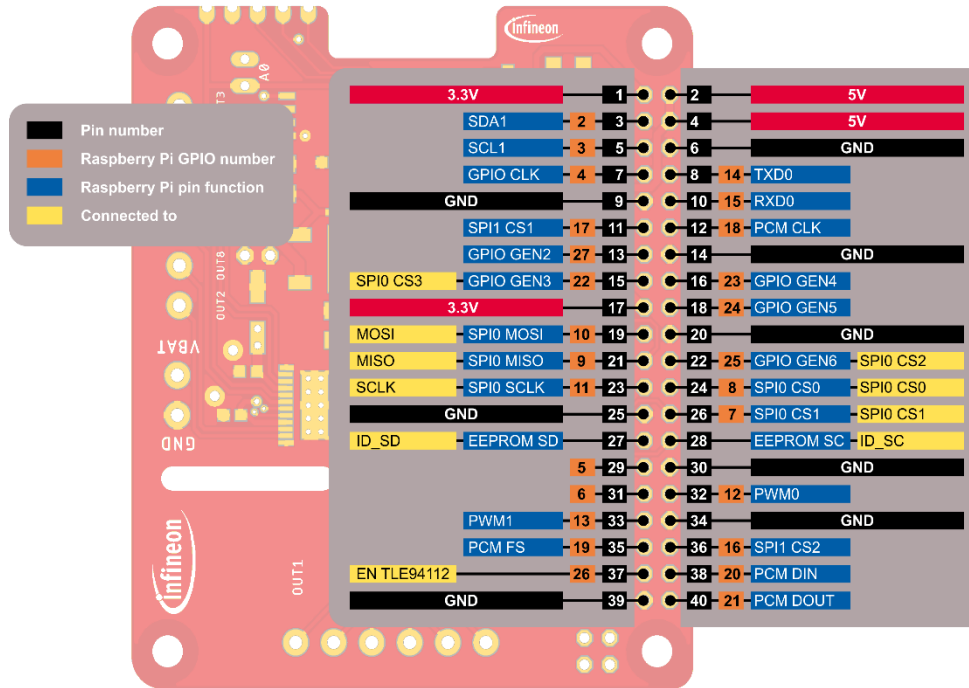 infineon
A0
OUT3
Pin number
Raspberry Pi GPIO number
Raspberry Pi pin function
Connected to
OUT8
OUT2
VBAT
GND
infineon
OUT1
3.3V 1 2 5V
SDA1 2 3 4 5V
SCL1 3 5 6 GND
GPIO CLK 4 7 8 14 TXD0
GND 9 10 15 RXD0
SPI1 CS1 17 11 12 18 PCM CLK
GPIO GEN2 27 13 14 GND
SPI0 CS3 GPIO GEN3 22 15 16 23 GPIO GEN4
3.3V 17 18 24 GPIO GEN5
MOSI SPI0 MOSI 10 19 20 GND
MISO SPI0 MISO 9 21 22 25 GPIO GEN6 SPI0 CS2
SCLK SPI0 SCLK 11 23 24 8 SPI0 CS0 SPI0 CS0
GND 25 26 7 SPI0 CS1 SPI0 CS1
ID_SD EEPROM SD 27 28 EEPROM SC ID_SC
5 29 30 GND
6 31 32 12 PWM0
PWM1 13 33 34 GND
PCM FS 19 35 36 16 SPI1 CS2
EN TLE94112 26 37 38 20 PCM DIN
GND 39 40 21 PCM DOUT